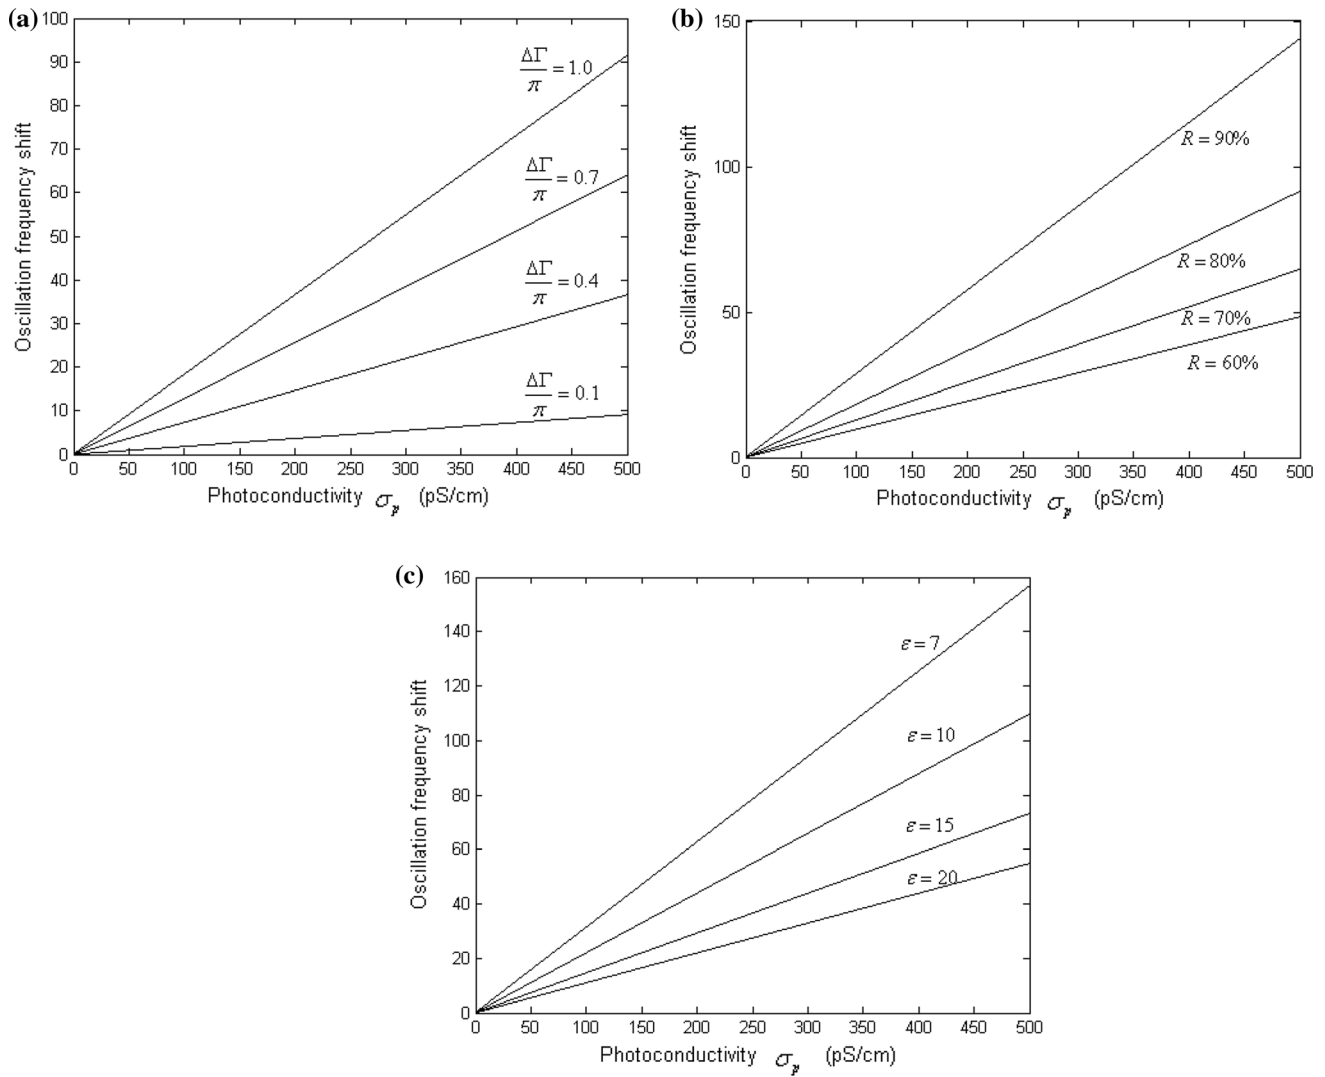 (a)
100
90
80
70
60
50
40
30
20
10
0
Oscillation frequency shift
ΔΓ/π = 1.0
ΔΓ/π = 0.7
ΔΓ/π = 0.4
ΔΓ/π = 0.1
0 50 100 150 200 250 300 350 400 450 500
Photoconductivity σp (pS/cm)
(b)
150
100
50
0
Oscillation frequency shift
R = 90%
R = 80%
R = 70%
R = 60%
0 50 100 150 200 250 300 350 400 450 500
Photoconductivity σp (pS/cm)
(c)
160
140
120
100
80
60
40
20
0
Oscillation frequency shift
ε = 7
ε = 10
ε = 15
ε = 20
0 50 100 150 200 250 300 350 400 450 500
Photoconductivity σp (pS/cm)